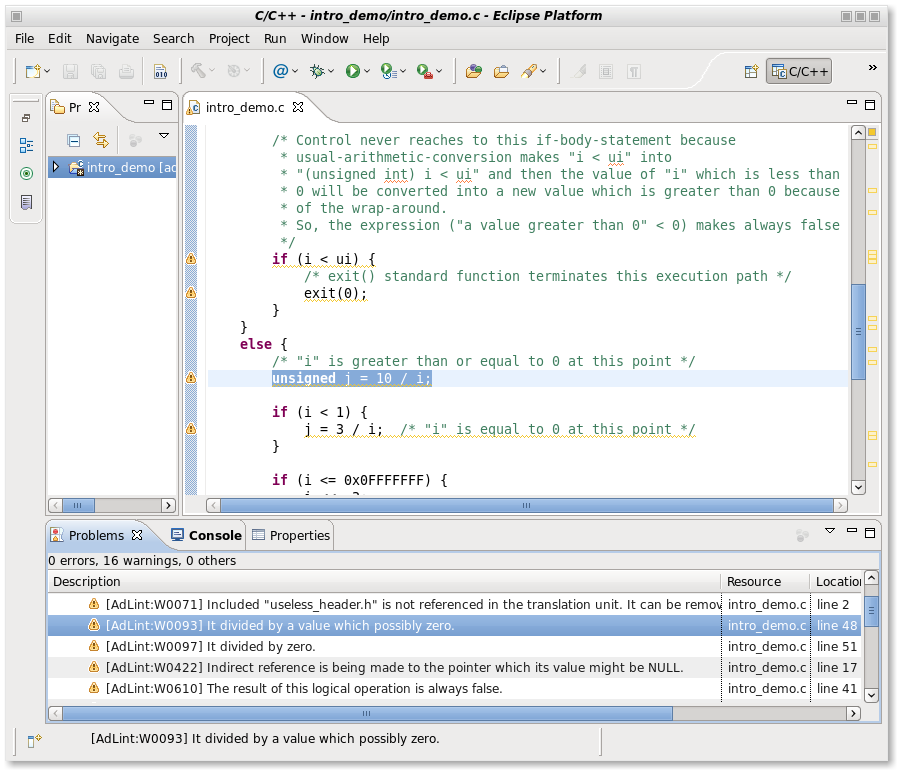 C/C++ - intro_demo/intro_demo.c - Eclipse Platform
File Edit Navigate Search Project Run Window Help
010 @ C/C++ »
Pr intro_demo.c
/* Control never reaches to this if-body-statement because
* usual-arithmetic-conversion makes "i < ui" into
intro_demo [ad
* "(unsigned int) i < ui" and then the value of "i" which is less than
* 0 will be converted into a new value which is greater than 0 because
* of the wrap-around.
* So, the expression ("a value greater than 0" < 0) makes always false
*/
if (i < ui) {
/* exit() standard function terminates this execution path */
exit(0);
}
}
else {
/* "i" is greater than or equal to 0 at this point */
unsigned j = 10 / i;
if (i < 1) {
j = 3 / i; /* "i" is equal to 0 at this point */
}
if (i <= 0x0FFFFFFF) {
Problems Console Properties
0 errors, 16 warnings, 0 others
Description Resource Location
[AdLint:W0071] Included "useless_header.h" is not referenced in the translation unit. It can be remov intro_demo.c line 2
[AdLint:W0093] It divided by a value which possibly zero. intro_demo.c line 48
[AdLint:W0097] It divided by zero. intro_demo.c line 51
[AdLint:W0422] Indirect reference is being made to the pointer which its value might be NULL. intro_demo.c line 17
[AdLint:W0610] The result of this logical operation is always false. intro_demo.c line 41
[AdLint:W0093] It divided by a value which possibly zero.